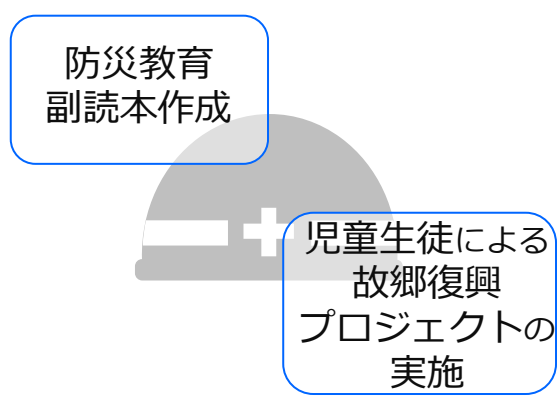 防災教育
副読本作成
児童生徒による
故郷復興
プロジェクトの
実施